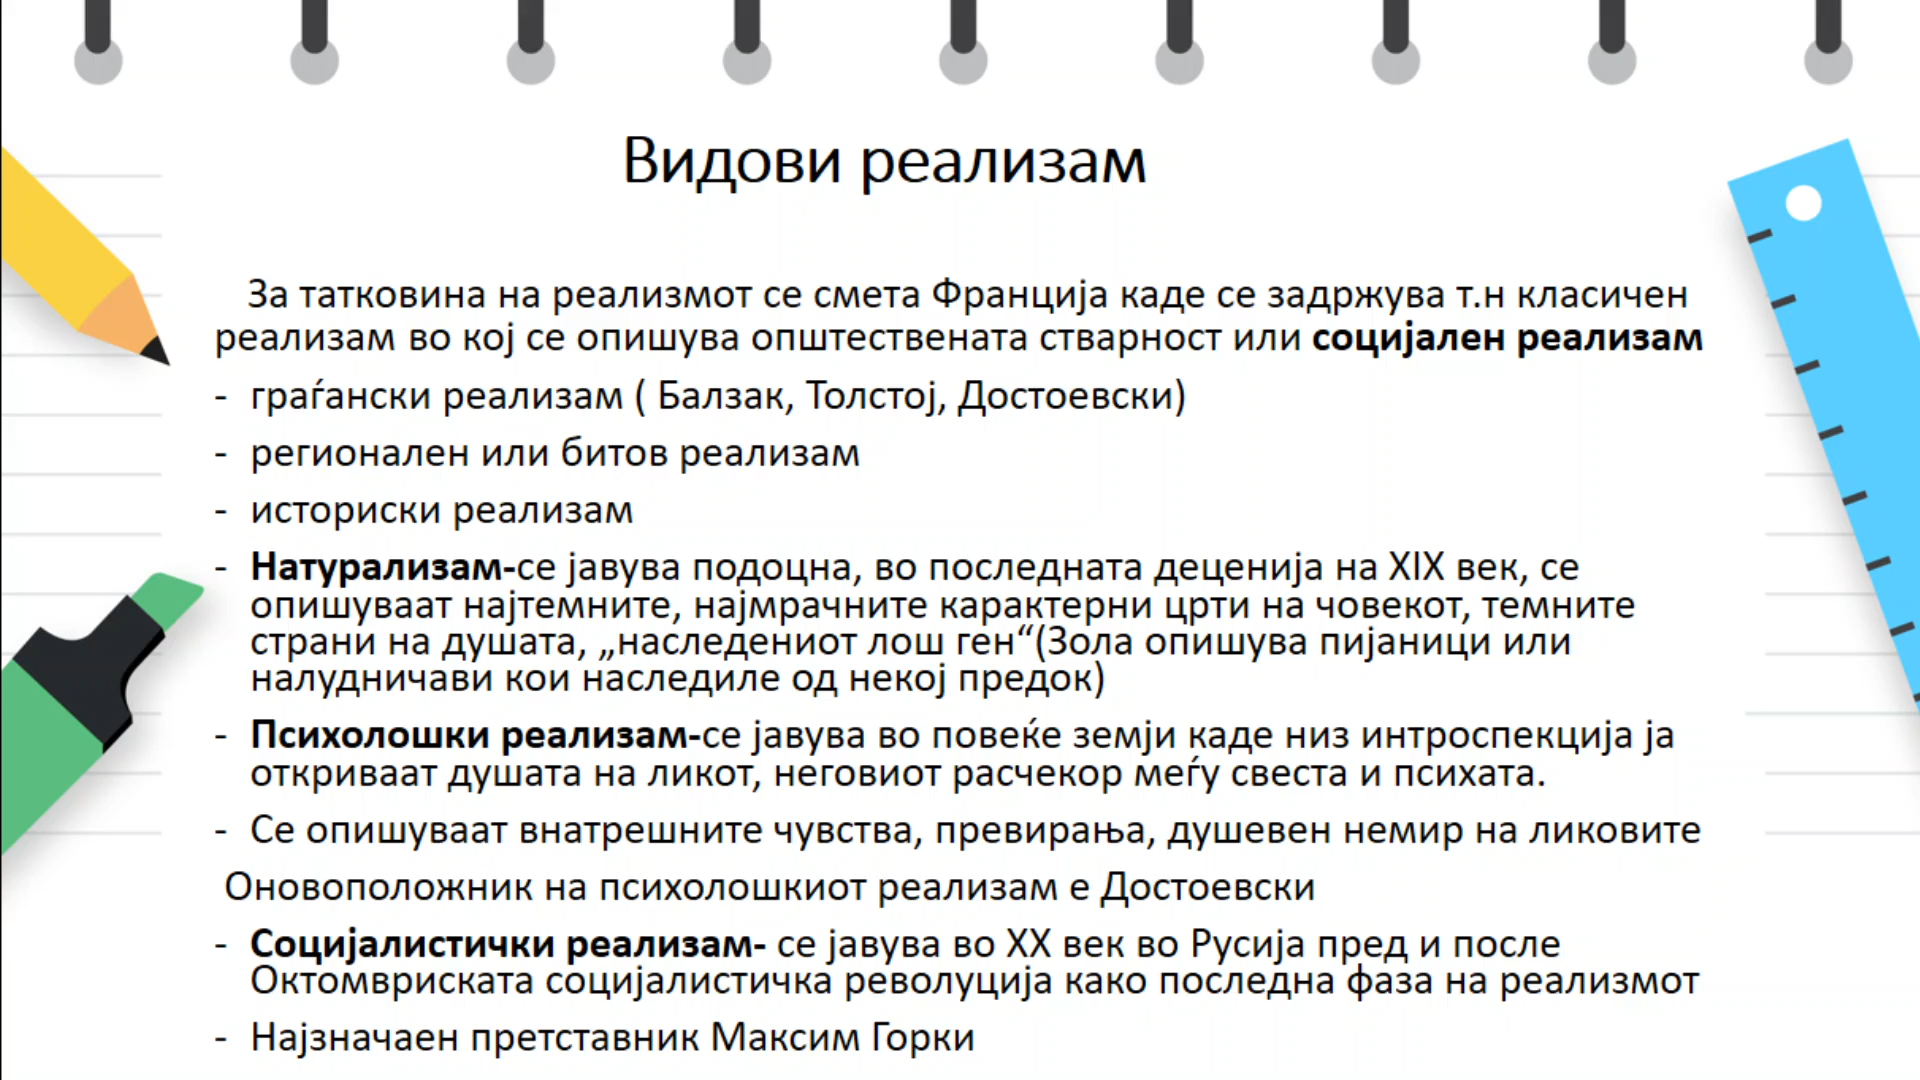 Видови реализам
За татковина на реализмот се смета Франција каде се задржува т.н класичен
реализам во кој се опишува општествената стварност или социјален реализам
- граѓански реализам ( Балзак, Толстој, Достоевски)
- регионален или битов реализам
- историски реализам
- Натурализам-се јавува подоцна, во последната деценија на XIX век, се
опишуваат најтемните, најмрачните карактерни црти на човекот, темните
страни на душата, „наследениот лош ген“(Зола опишува пијаници или
налудничави кои наследиле од некој предок)
- Психолошки реализам-се јавува во повеќе земји каде низ интроспекција ја
откриваат душата на ликот, неговиот расчекор меѓу свеста и психата.
- Се опишуваат внатрешните чувства, превирања, душевен немир на ликовите
Оновоположник на психолошкиот реализам е Достоевски
- Социјалистички реализам- се јавува во XX век во Русија пред и после
Октомвриската социјалистичка револуција како последна фаза на реализмот
- Најзначаен претставник Максим Горки